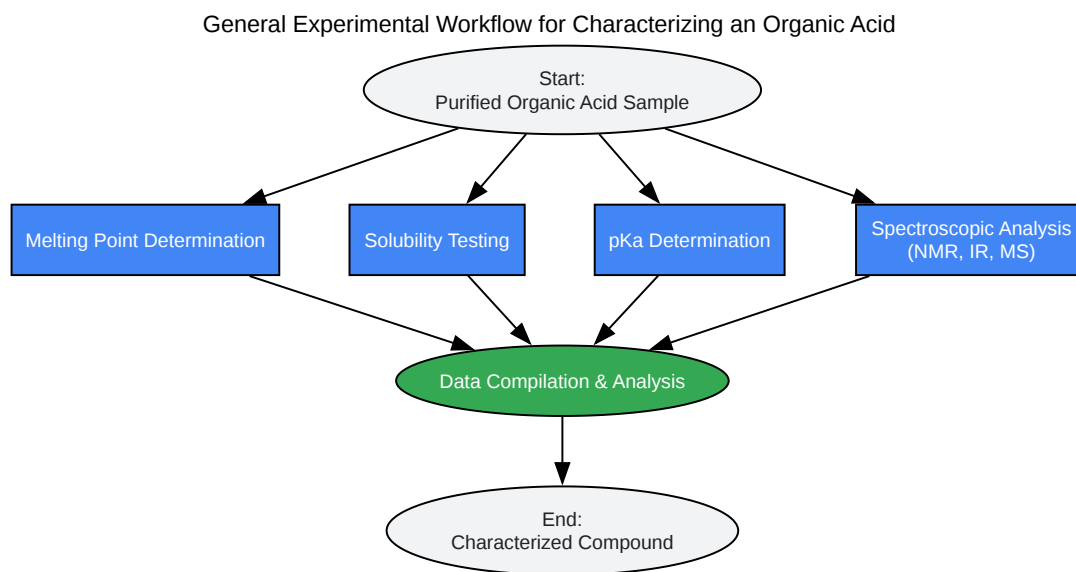 General Experimental Workflow for Characterizing an Organic Acid
Start:
Purified Organic Acid Sample
Melting Point Determination
Solubility Testing
pKa Determination
Spectroscopic Analysis
(NMR, IR, MS)
Data Compilation & Analysis
End:
Characterized Compound